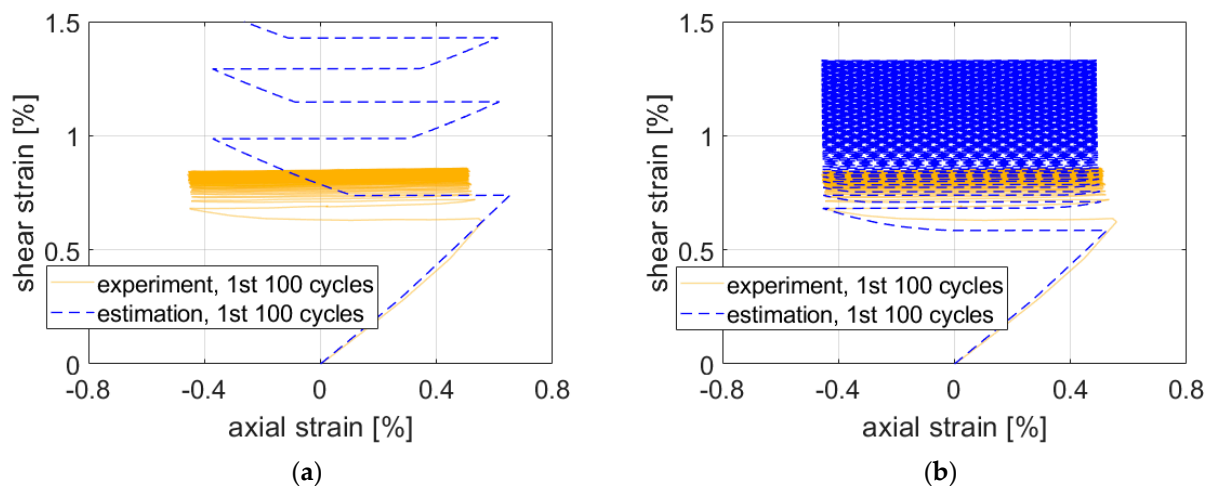 1.5
1
0.5
0
shear strain [%]
experiment, 1st 100 cycles
estimation, 1st 100 cycles
-0.8 -0.4 0 0.4 0.8
axial strain [%]
(a)
1.5
1
0.5
0
shear strain [%]
experiment, 1st 100 cycles
estimation, 1st 100 cycles
-0.8 -0.4 0 0.4 0.8
axial strain [%]
(b)